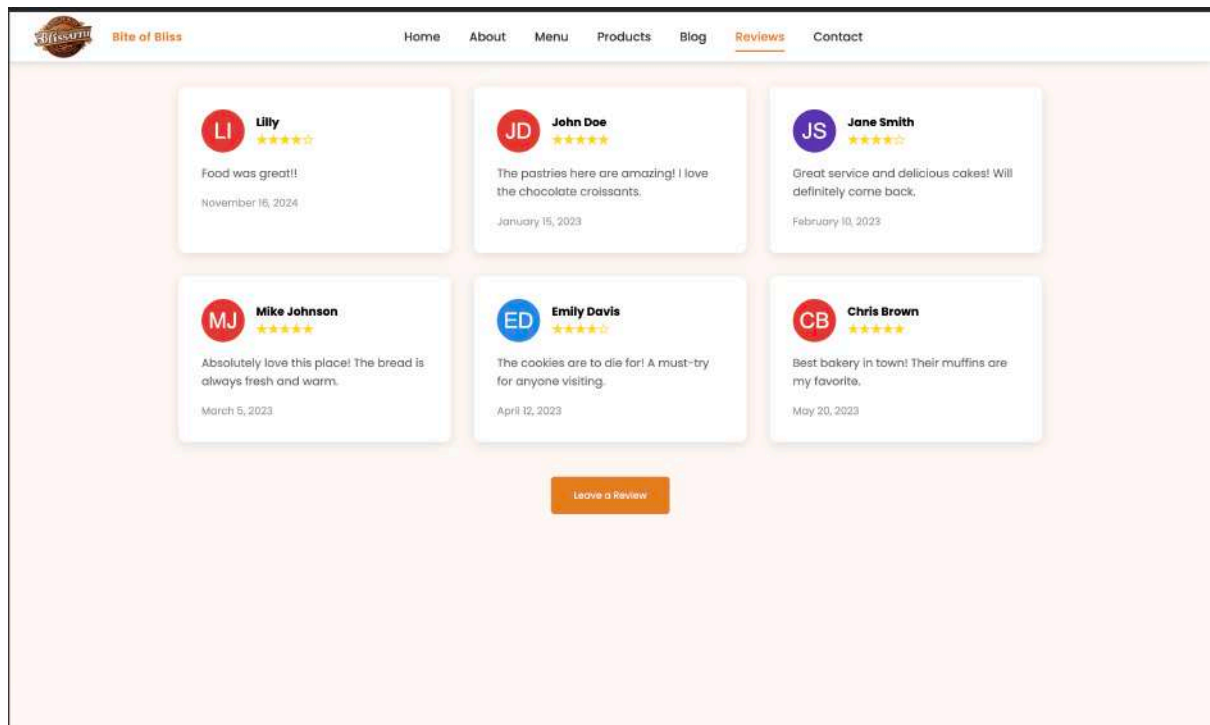 Bite of Bliss
Home About Menu Products Blog Reviews Contact
LI
Lilly
★★★★☆
Food was great!!
November 16, 2024
JD
John Doe
★★★★★
The pastries here are amazing! I love
the chocolate croissants.
January 15, 2023
JS
Jane Smith
★★★★☆
Great service and delicious cakes! Will
definitely come back.
February 10, 2023
MJ
Mike Johnson
★★★★★
Absolutely love this place! The bread is
always fresh and warm.
March 5, 2023
ED
Emily Davis
★★★★☆
The cookies are to die for! A must-try
for anyone visiting.
April 12, 2023
CB
Chris Brown
★★★★★
Best bakery in town! Their muffins are
my favorite.
May 20, 2023
Leave a Review